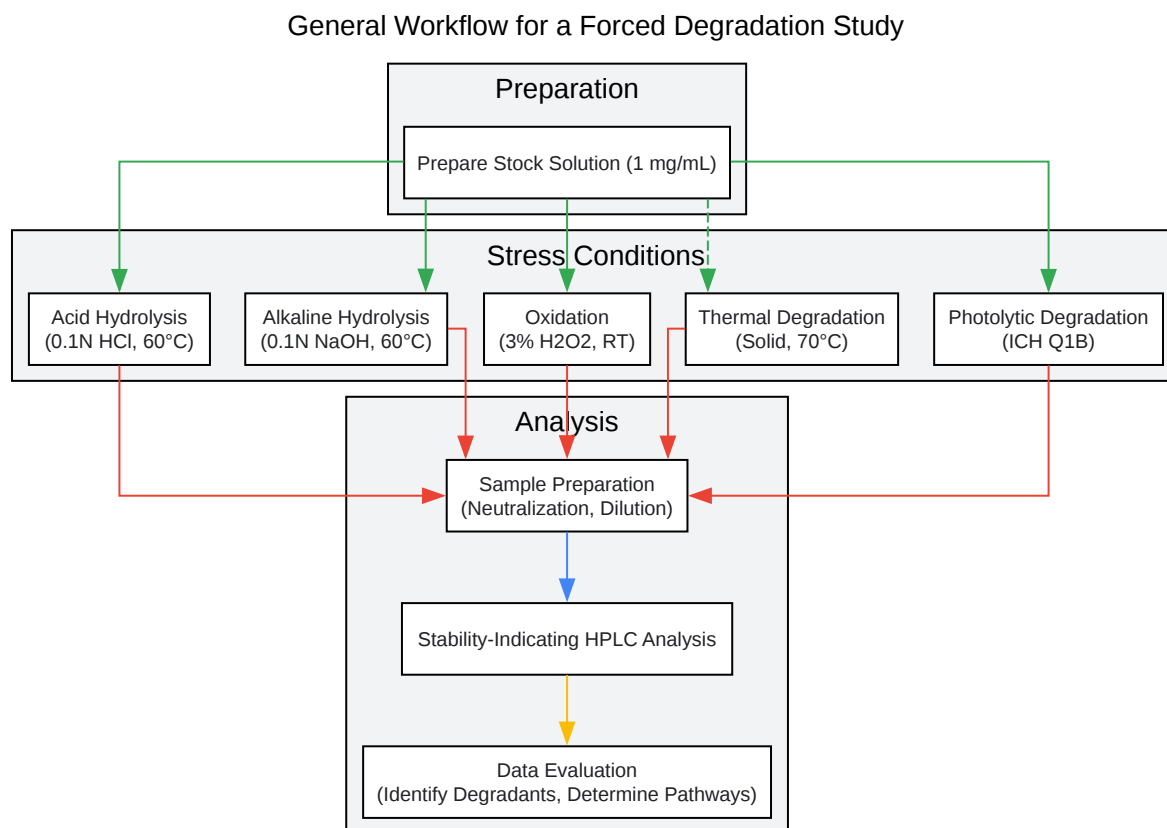 General Workflow for a Forced Degradation Study
Preparation
Prepare Stock Solution (1 mg/mL)
Stress Conditions
Acid Hydrolysis
(0.1N HCl, 60°C)
Alkaline Hydrolysis
(0.1N NaOH, 60°C)
Oxidation
(3% H2O2, RT)
Thermal Degradation
(Solid, 70°C)
Photolytic Degradation
(ICH Q1B)
Analysis
Sample Preparation
(Neutralization, Dilution)
Stability-Indicating HPLC Analysis
Data Evaluation
(Identify Degradants, Determine Pathways)